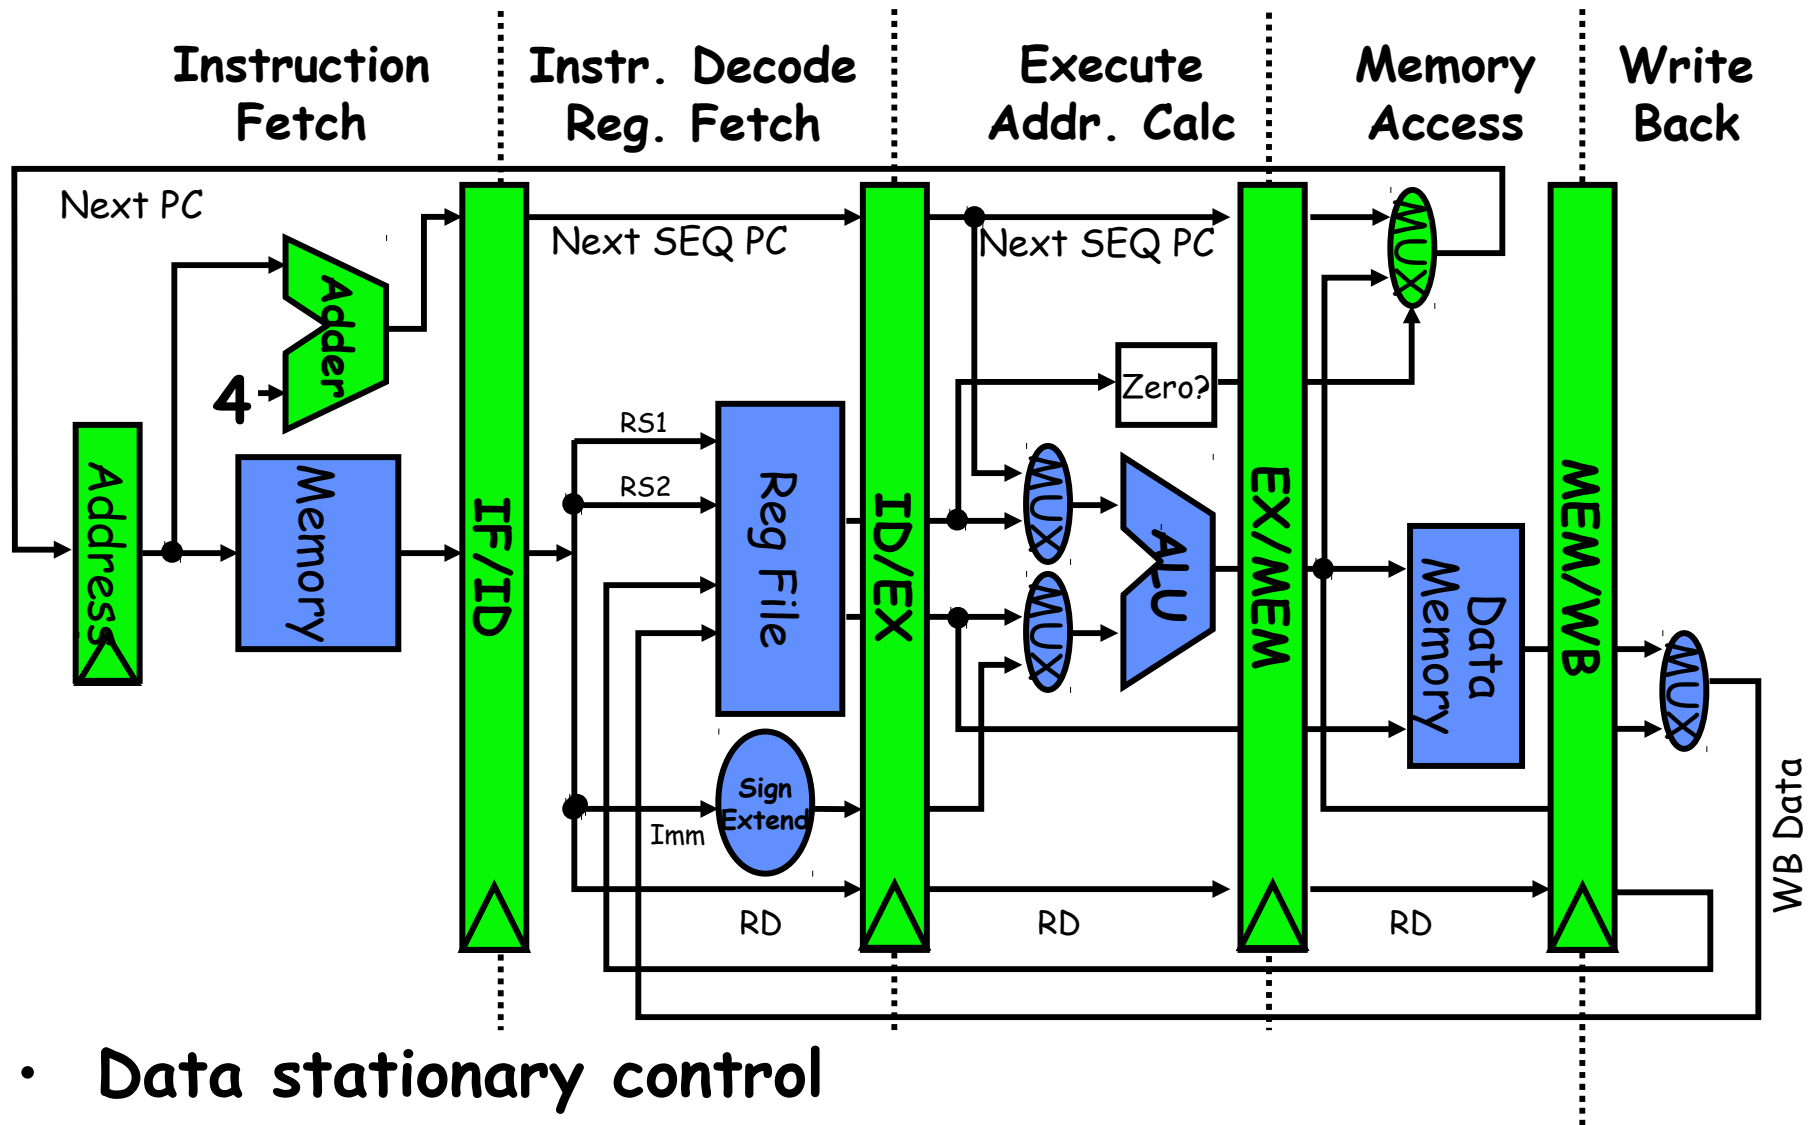 Instruction
Fetch
Instr. Decode
Reg. Fetch
Execute
Addr. Calc
Memory
Access
Write
Back
Next PC
Next SEQ PC
Next SEQ PC
MUX
Adder
4
Zero?
RS1
RS2
Address
Memory
IF/ID
Reg File
ID/EX
MUX
MUX
ALU
EX/MEM
Data
Memory
MEM/WB
MUX
Sign
Extend
Imm
WB Data
RD
RD
RD
• Data stationary control